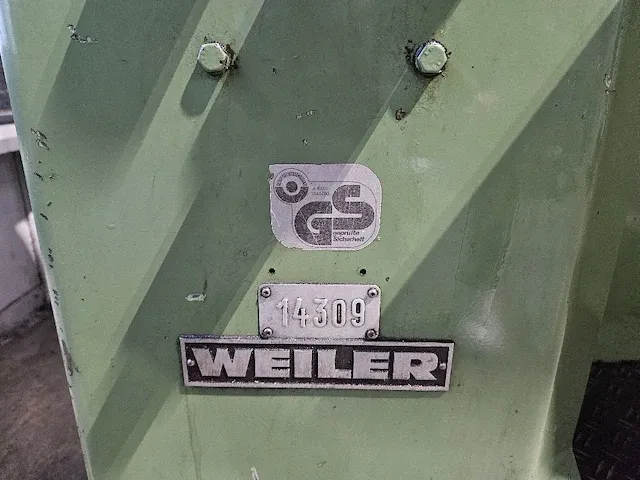 GS
geprüfte
Sicherheit
14309
WEILER